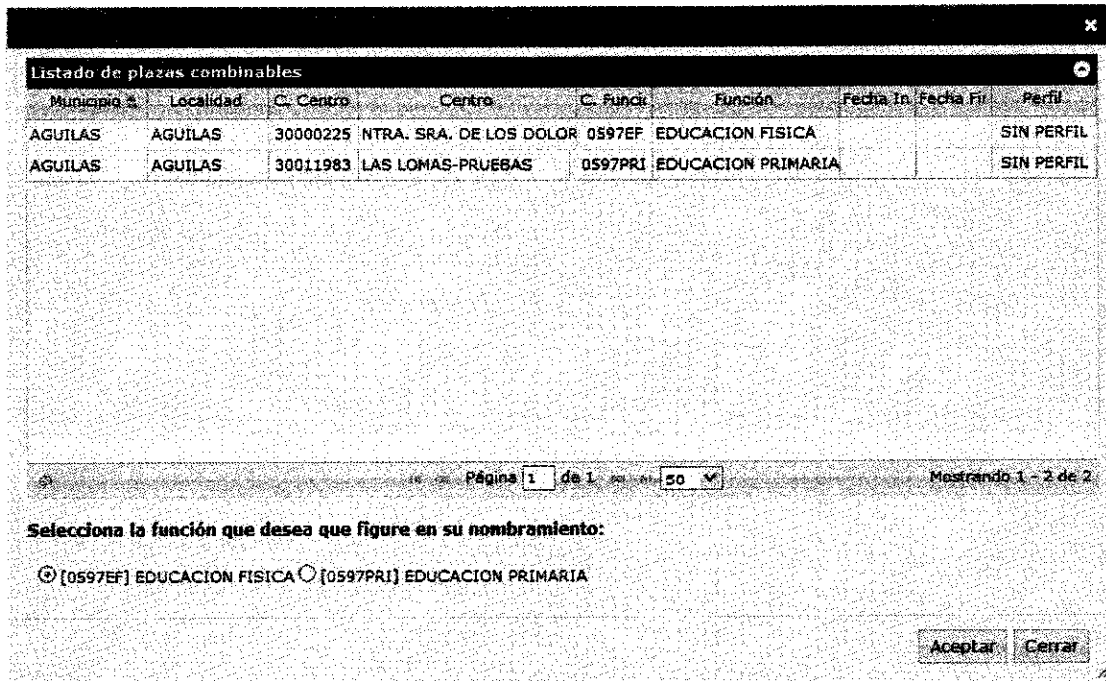 Listado de plazas combinables
Municipio Localidad C. Centro Centro C. Funció Función Fecha In Fecha Fin Perfil
AGUILAS AGUILAS 30000225 NTRA. SRA. DE LOS DOLOR 0597EF EDUCACION FISICA SIN PERFIL
AGUILAS AGUILAS 30011983 LAS LOMAS-PRUEBAS 0597PRI EDUCACION PRIMARIA SIN PERFIL
Página 1 de 1 50 Mostrando 1 - 2 de 2
Selecciona la función que desea que figure en su nombramiento:
[0597EF] EDUCACION FISICA [0597PRI] EDUCACION PRIMARIA
Aceptar Cerrar